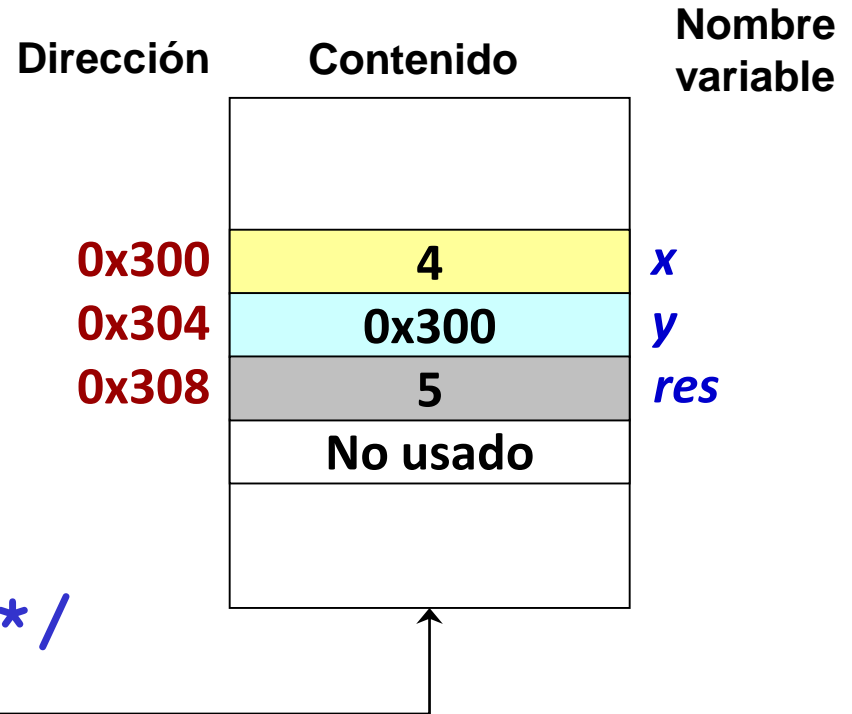 Dirección Contenido Nombre
variable
0x300 4 x
0x304 0x300 y
0x308 5 res
No usado
*/